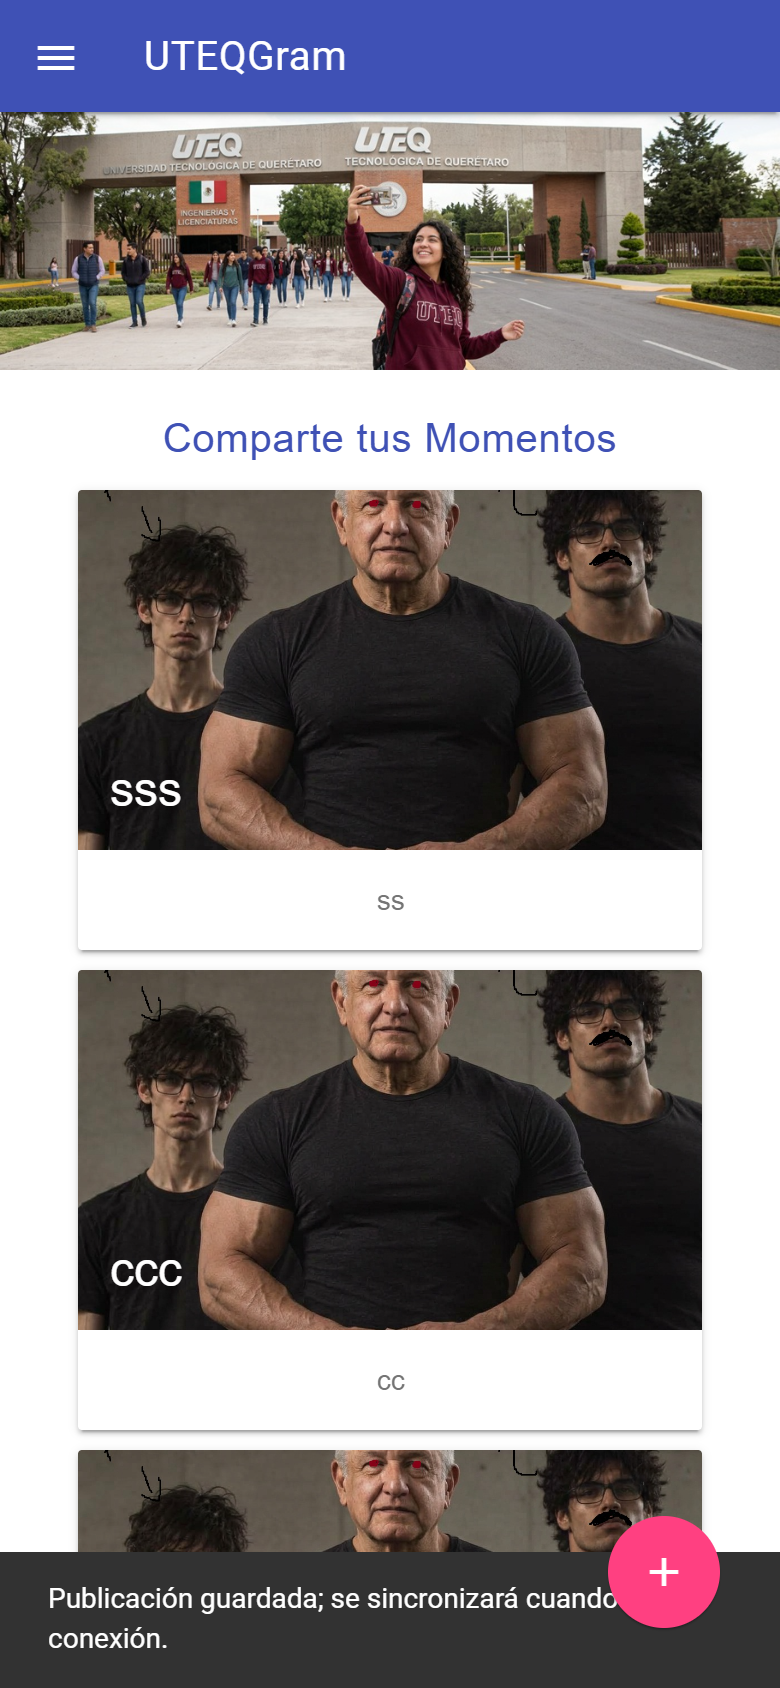 UTEQGram
UTEQ
UNIVERSIDAD TECNOLOGICA DE QUERETARO
UTEQ
TECNOLOGICA DE QUERETARO
INGENIERIAS Y
LICENCIATURAS
UTEQ
Comparte tus Momentos
sss
ss
ccc
cc
Publicación guardada; se sincronizará cuando
conexión.
+